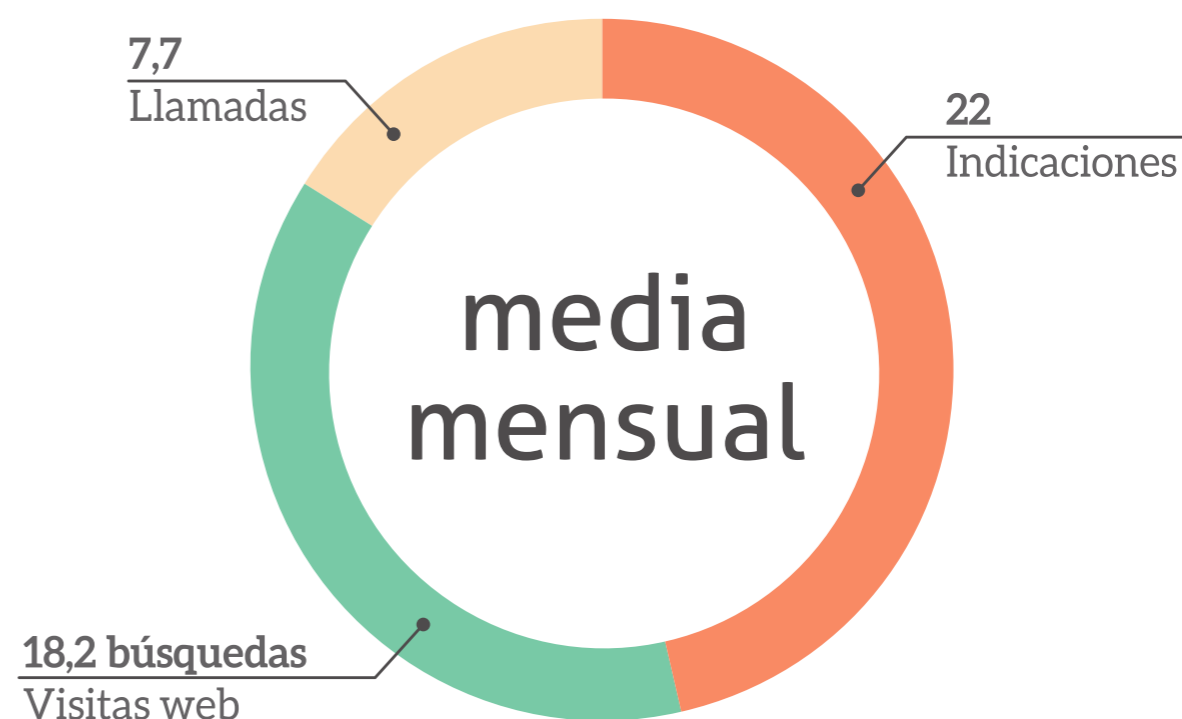 7,7
Llamadas
22
Indicaciones
media
mensual
18,2 búsquedas
Visitas web